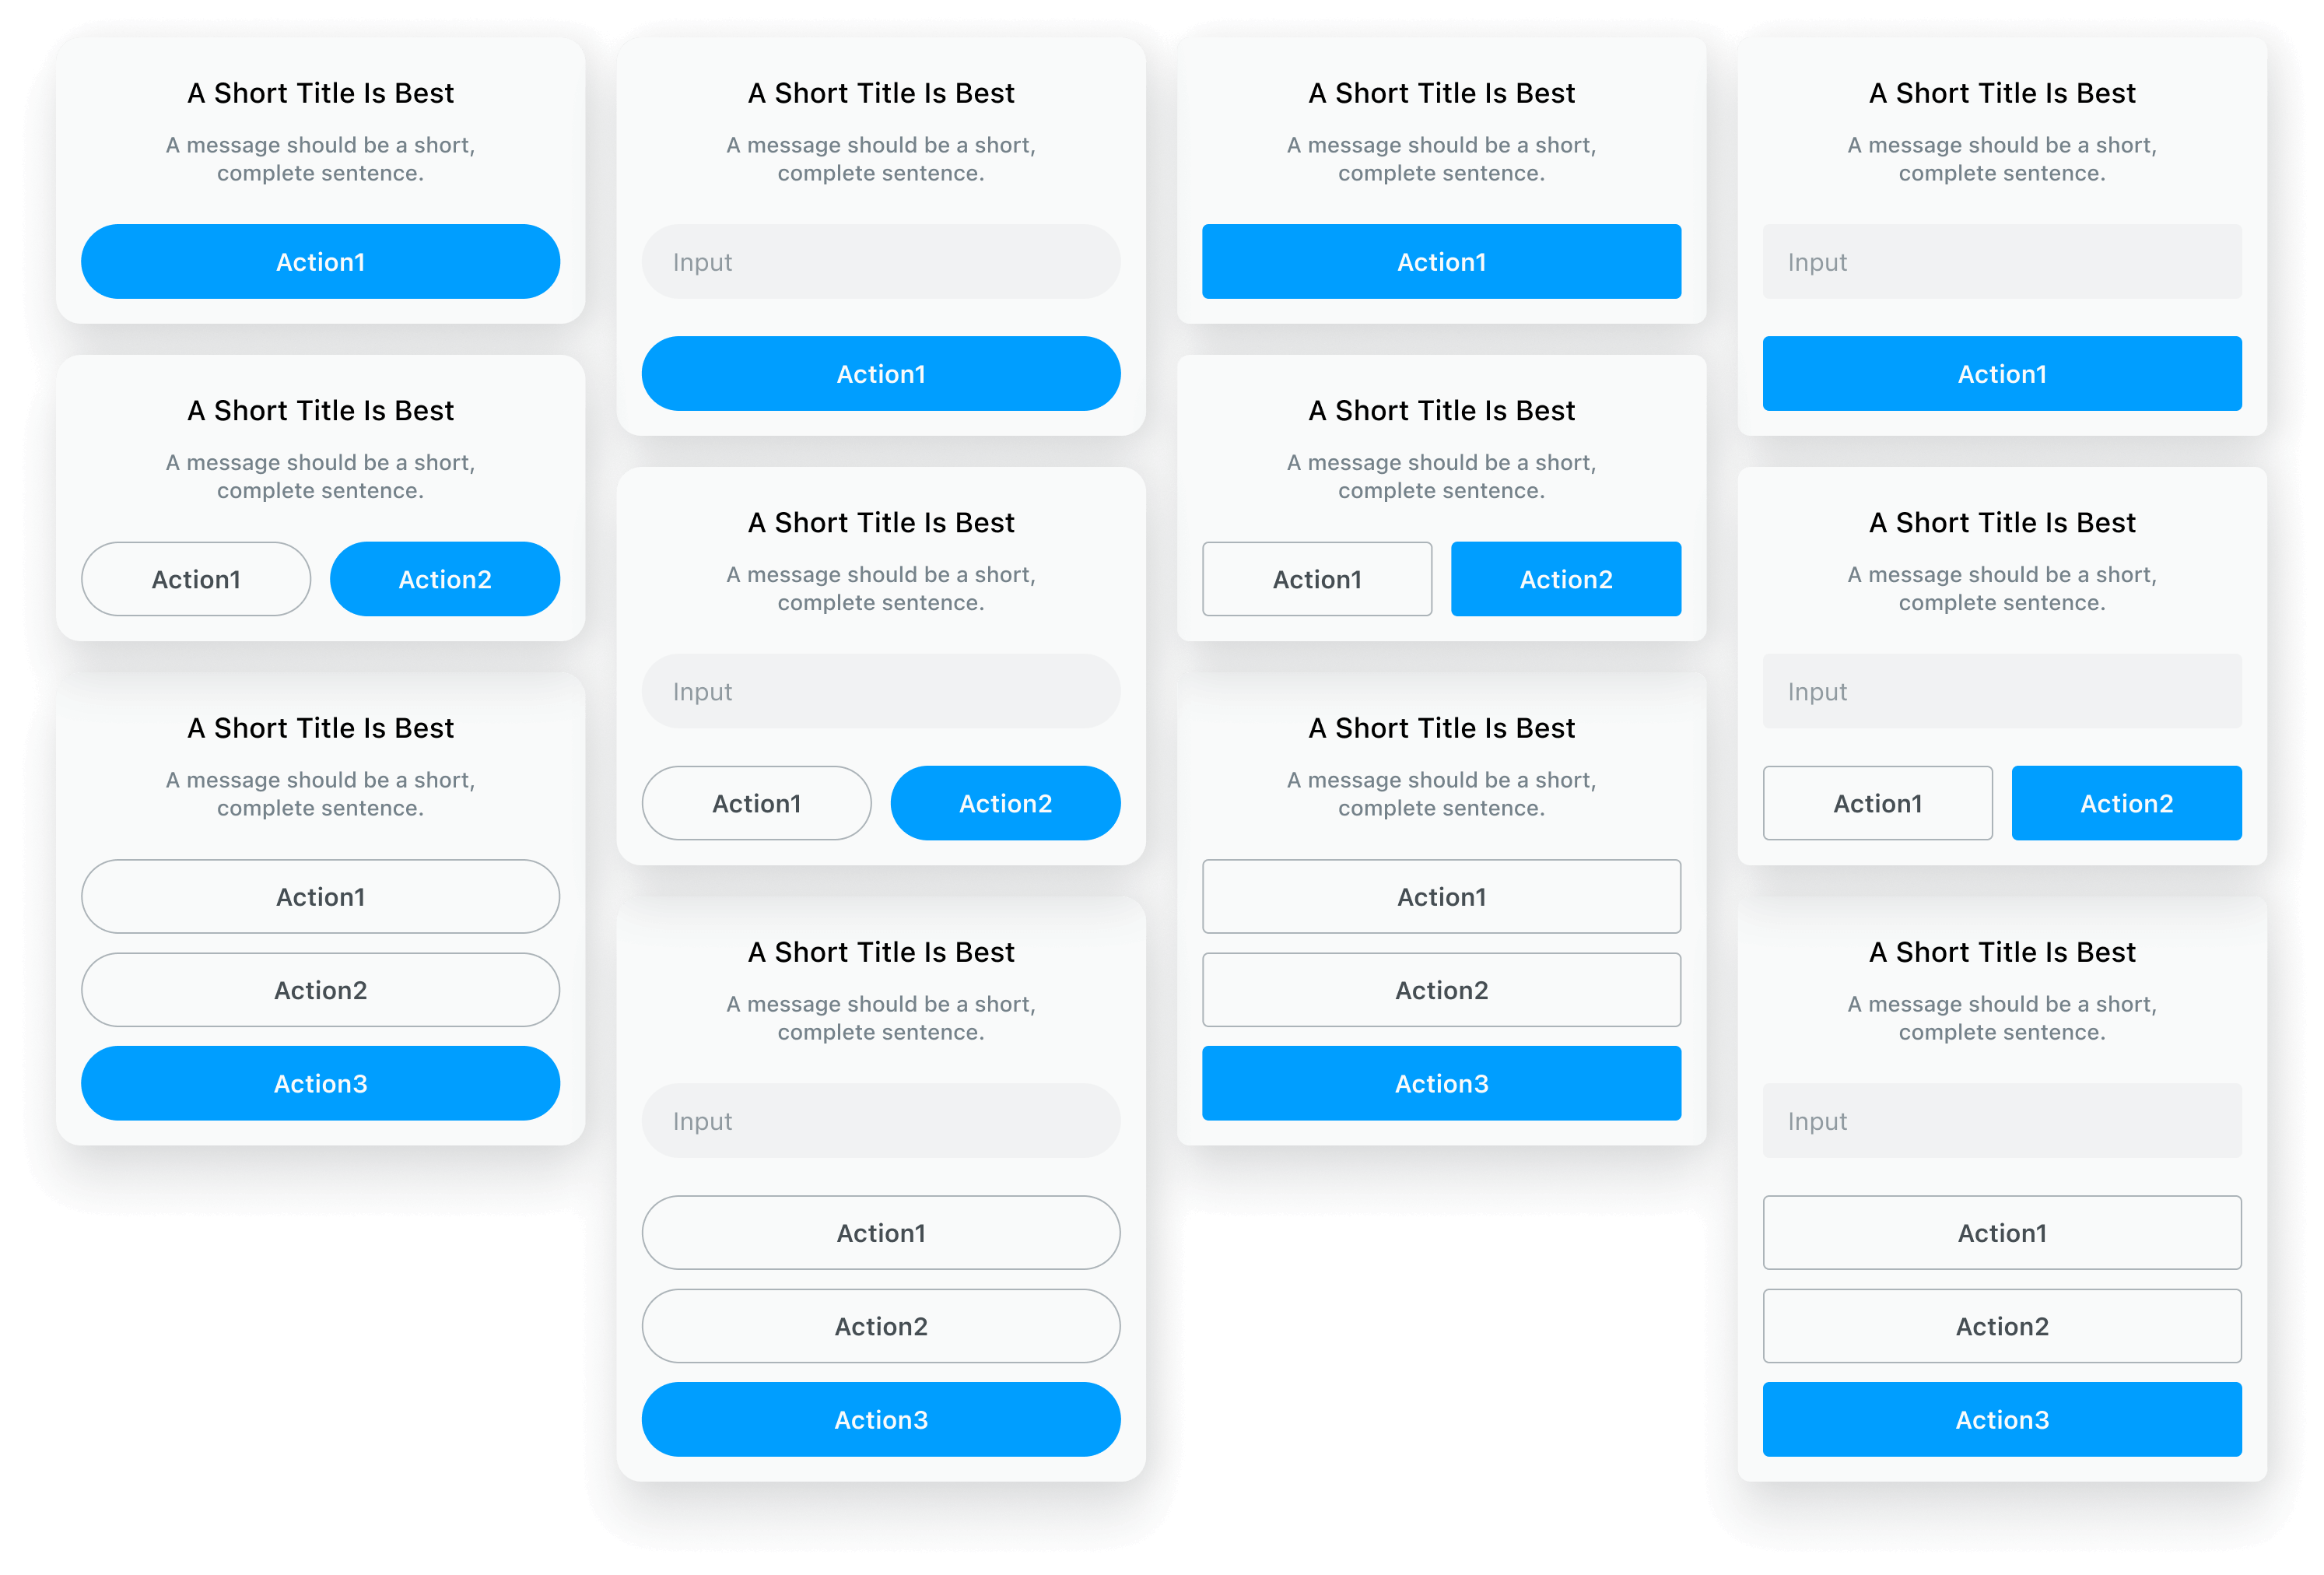 A Short Title Is Best
A message should be a short,
complete sentence.
Action1
A Short Title Is Best
A message should be a short,
complete sentence.
Action1
Action2
A Short Title Is Best
A message should be a short,
complete sentence.
Action1
Action2
Action3
A Short Title Is Best
A message should be a short,
complete sentence.
Input
Action1
A Short Title Is Best
A message should be a short,
complete sentence.
Input
Action1
Action2
A Short Title Is Best
A message should be a short,
complete sentence.
Input
Action1
Action2
Action3
A Short Title Is Best
A message should be a short,
complete sentence.
Action1
A Short Title Is Best
A message should be a short,
complete sentence.
Action1
Action2
A Short Title Is Best
A message should be a short,
complete sentence.
Action1
Action2
Action3
A Short Title Is Best
A message should be a short,
complete sentence.
Input
Action1
A Short Title Is Best
A message should be a short,
complete sentence.
Input
Action1
Action2
A Short Title Is Best
A message should be a short,
complete sentence.
Input
Action1
Action2
Action3